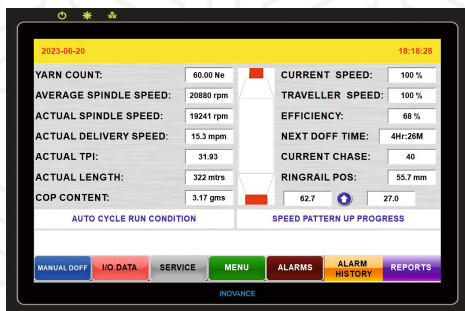 2023-06-20 18:18:28
YARN COUNT: 60.00 Ne CURRENT SPEED: 100 %
AVERAGE SPINDLE SPEED: 20880 rpm TRAVELLER SPEED: 100 %
ACTUAL SPINDLE SPEED: 19241 rpm EFFICIENCY: 68 %
ACTUAL DELIVERY SPEED: 15.3 mpm NEXT DOFF TIME: 4Hr:26M
ACTUAL TPI: 31.93 CURRENT CHASE: 40
ACTUAL LENGTH: 322 mtrs RINGRAIL POS: 55.7 mm
COP CONTENT: 3.17 gms 62.7 27.0
AUTO CYCLE RUN CONDITION SPEED PATTERN UP PROGRESS
MANUAL DOFF I/O DATA SERVICE MENU ALARMS ALARM HISTORY REPORTS
INOVANCE